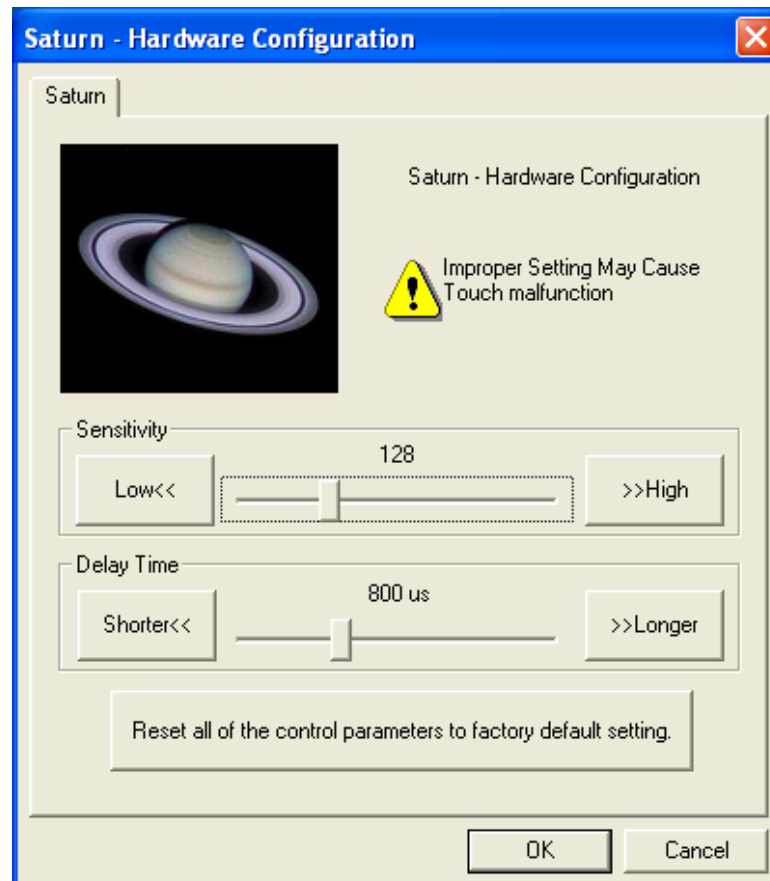 Saturn - Hardware Configuration
Saturn
Saturn - Hardware Configuration
Improper Setting May Cause
Touch malfunction
Sensitivity
128
Low<<
>>High
Delay Time
800 us
Shorter<<
>>Longer
Reset all of the control parameters to factory default setting.
OK
Cancel